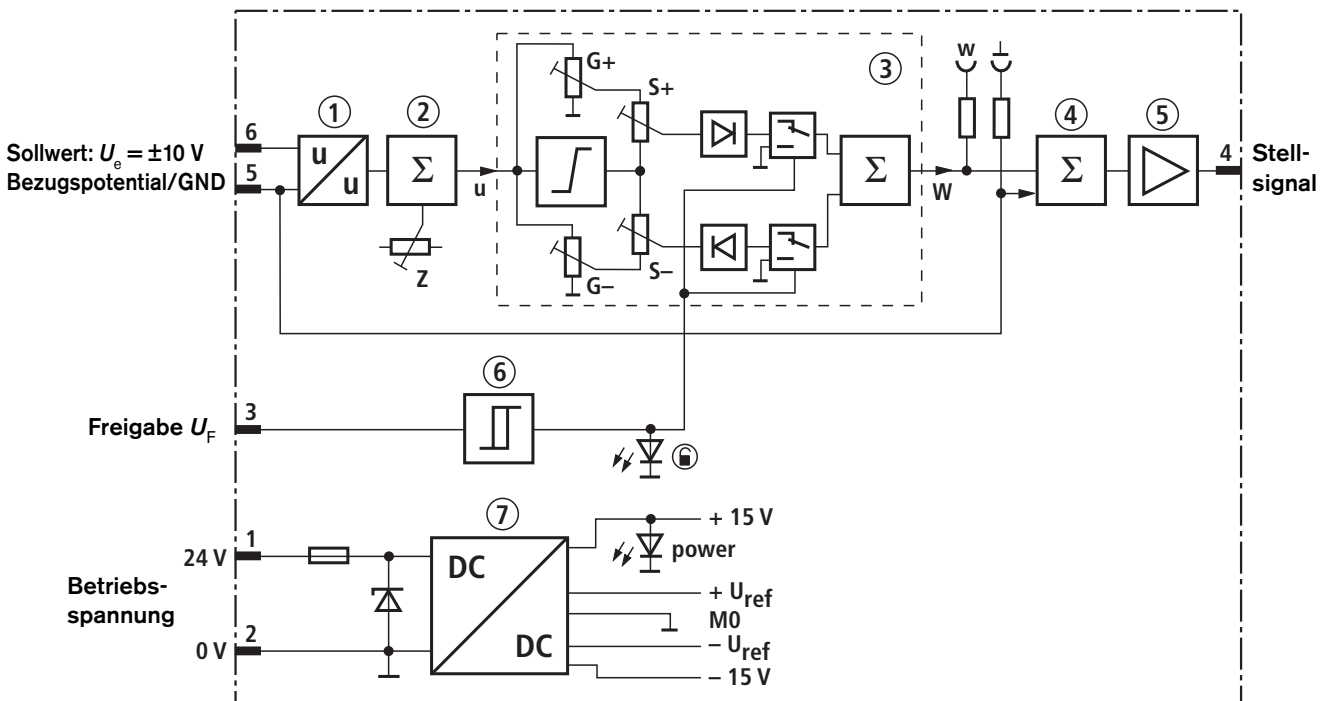 Sollwert: Ue = ±10 V
Bezugspotential/GND
6
5
1
u
u
2
Σ
Z
u
G+
S+
G–
S–
3
Σ
W
w
4
Σ
5
4
Stell-
signal
Freigabe UF
3
6
7
Betriebs-
spannung
24 V
1
0 V
2
DC
DC
+ 15 V
power
+ Uref
M0
– Uref
– 15 V